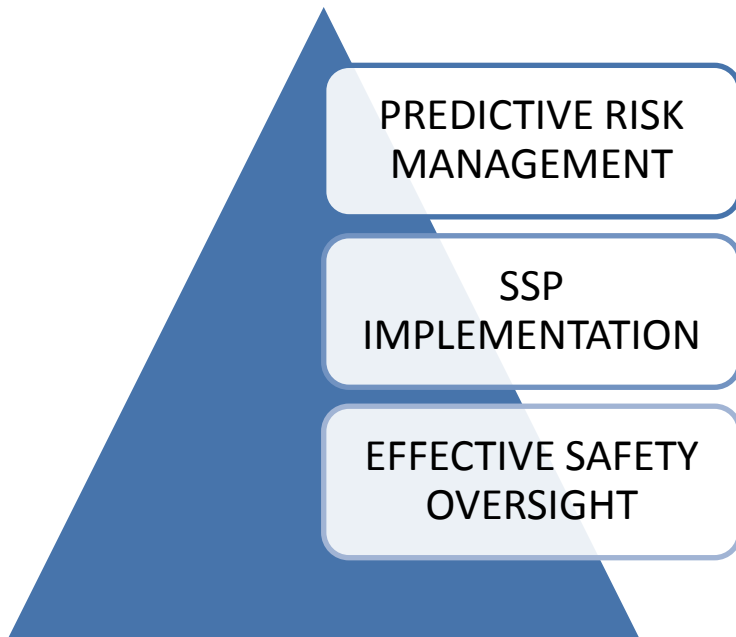 PREDICTIVE RISK
MANAGEMENT
SSP
IMPLEMENTATION
EFFECTIVE SAFETY
OVERSIGHT